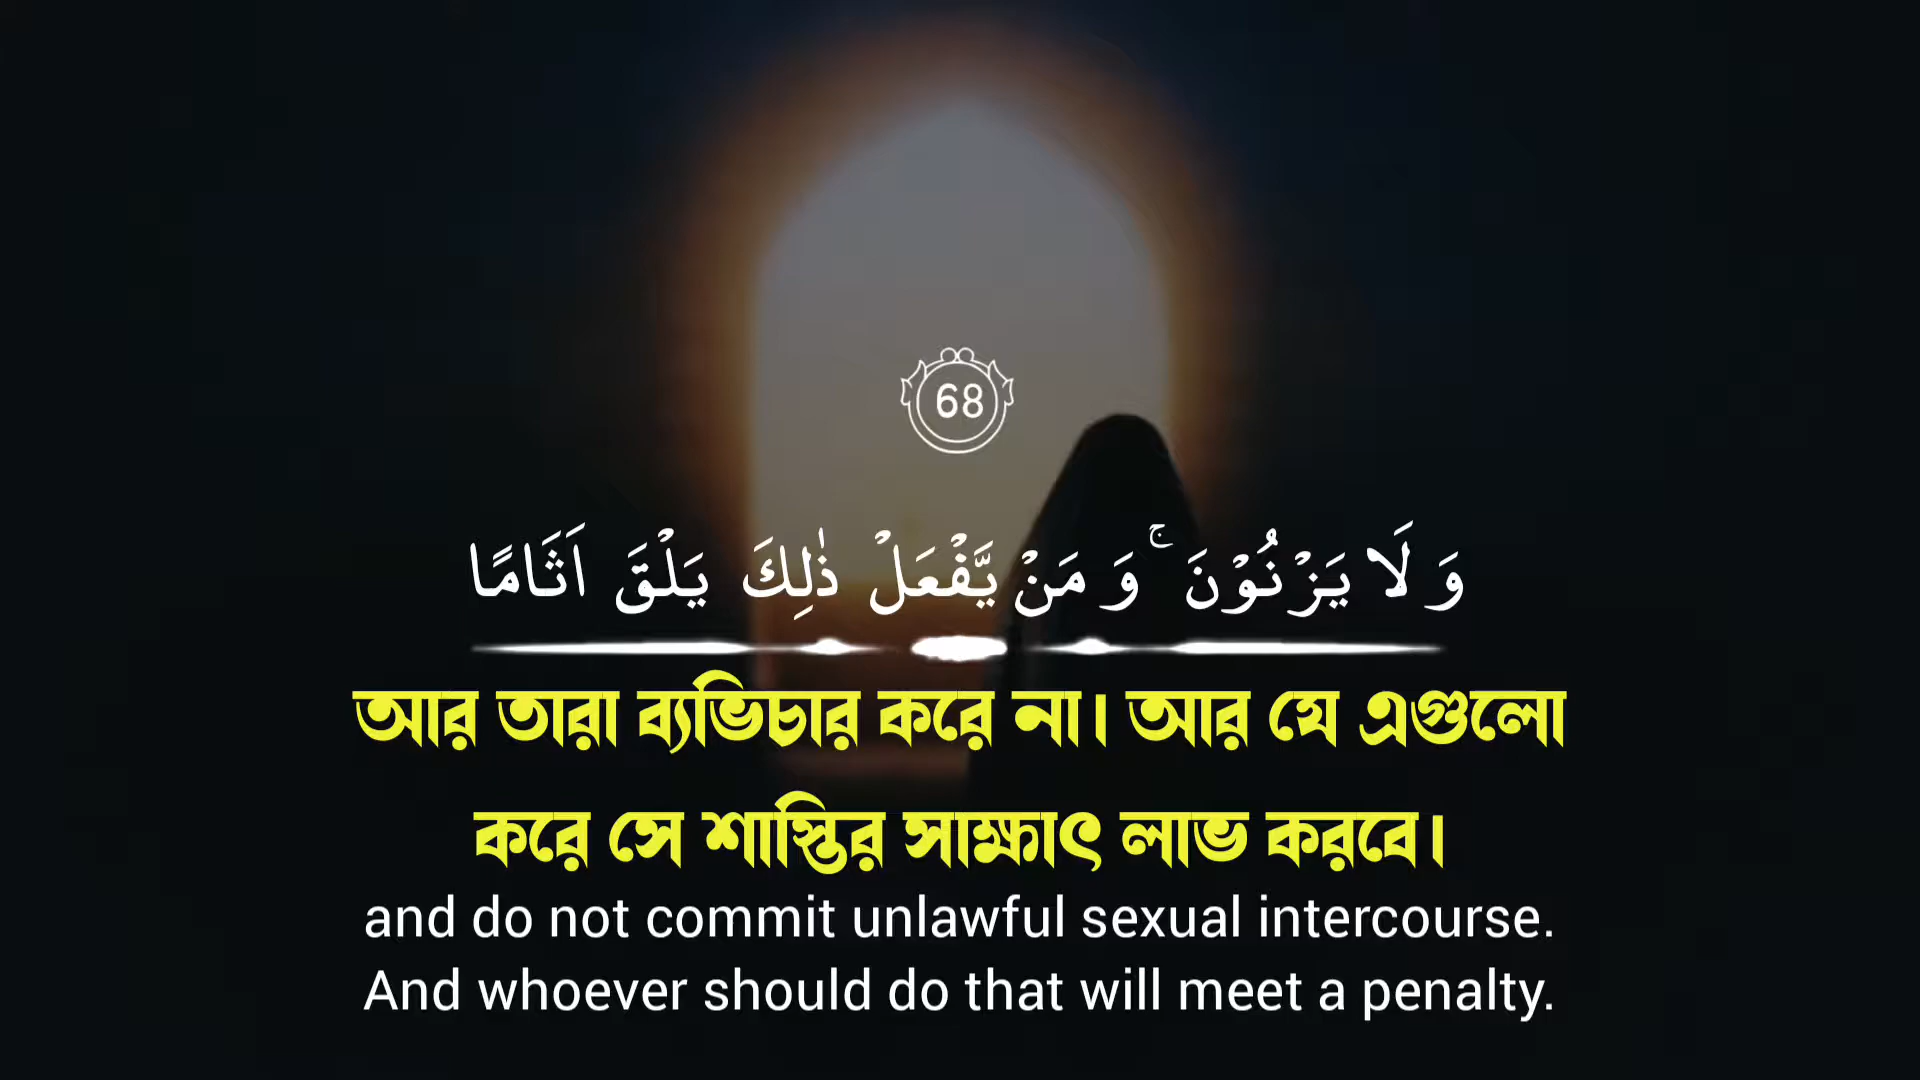 68
وَ لَا يَزْنُوْنَ ۚ وَ مَنْ يَّفْعَلْ ذٰلِكَ يَلْقَ اَثَامًا
আর তারা ব্যভিচার করে না। আর যে এগুলো
করে সে শাস্তির সাক্ষাৎ লাভ করবে।
and do not commit unlawful sexual intercourse.
And whoever should do that will meet a penalty.